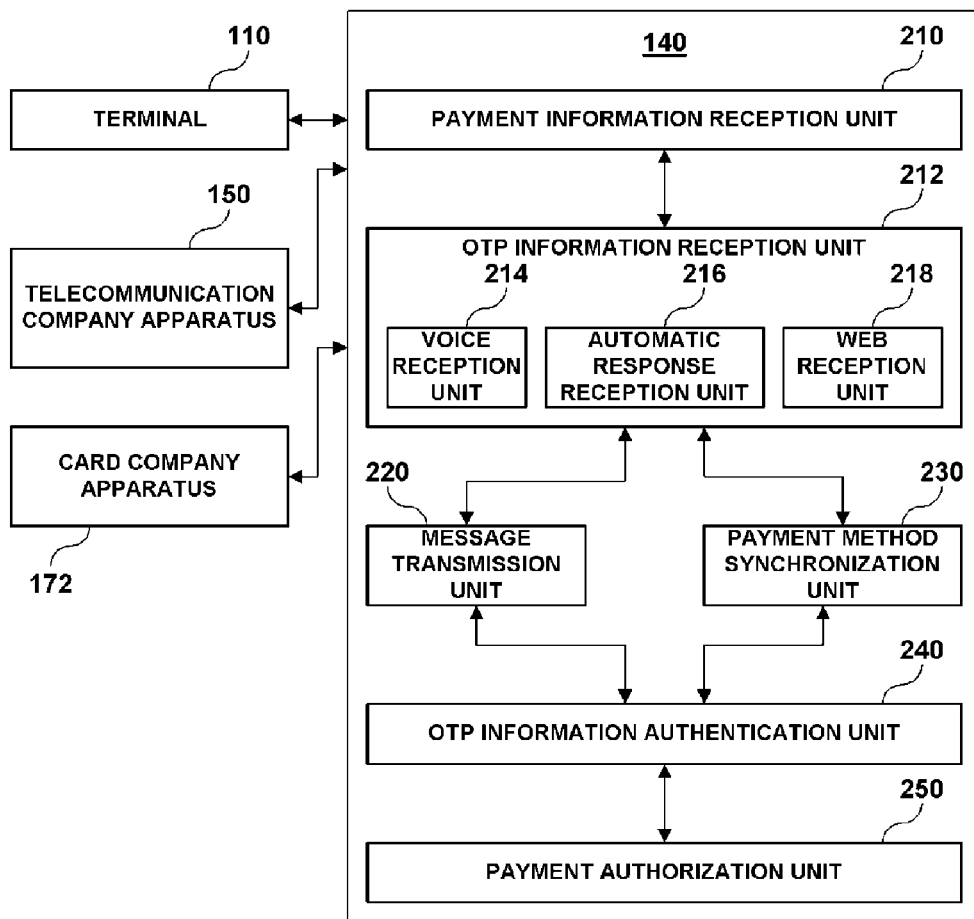 110
140
210
TERMINAL
PAYMENT INFORMATION RECEPTION UNIT
150
212
TELECOMMUNICATION
COMPANY APPARATUS
OTP INFORMATION RECEPTION UNIT
214
216
218
VOICE
RECEPTION
UNIT
AUTOMATIC
RESPONSE
RECEPTION UNIT
WEB
RECEPTION
UNIT
CARD COMPANY
APPARATUS
172
220
230
MESSAGE
TRANSMISSION
UNIT
PAYMENT METHOD
SYNCHRONIZATION
UNIT
240
OTP INFORMATION AUTHENTICATION UNIT
250
PAYMENT AUTHORIZATION UNIT